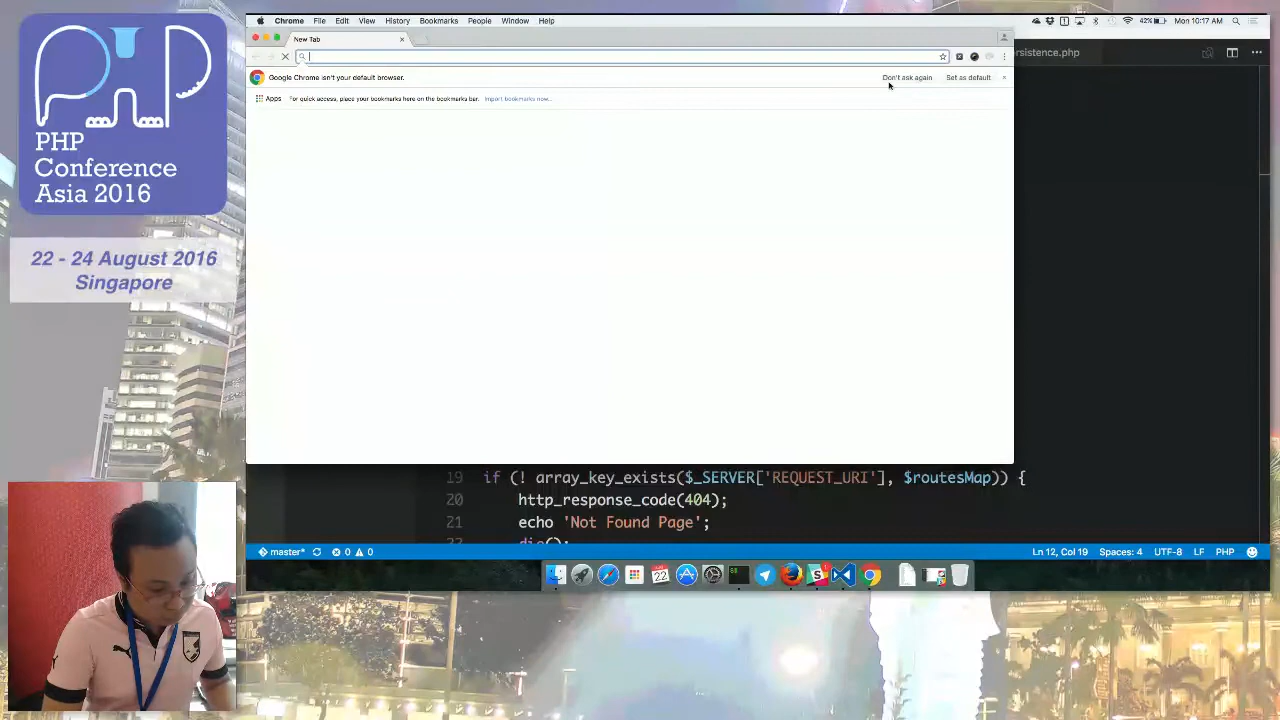 PHP
Conference
Asia 2016
22 - 24 August 2016
Singapore
Chrome File Edit View History Bookmarks People Window Help
42% Mon 10:17 AM
New Tab
rsistence.php
Google Chrome isn't your default browser.
Don't ask again
Set as default
Apps
For quick access, place your bookmarks here on the bookmarks bar. Import bookmarks now...
19 if (! array_key_exists($_SERVER['REQUEST_URI'], $routesMap)) {
20 http_response_code(404);
21 echo 'Not Found Page';
22 die();
master* 0 0
Ln 12, Col 19 Spaces: 4 UTF-8 LF PHP
22